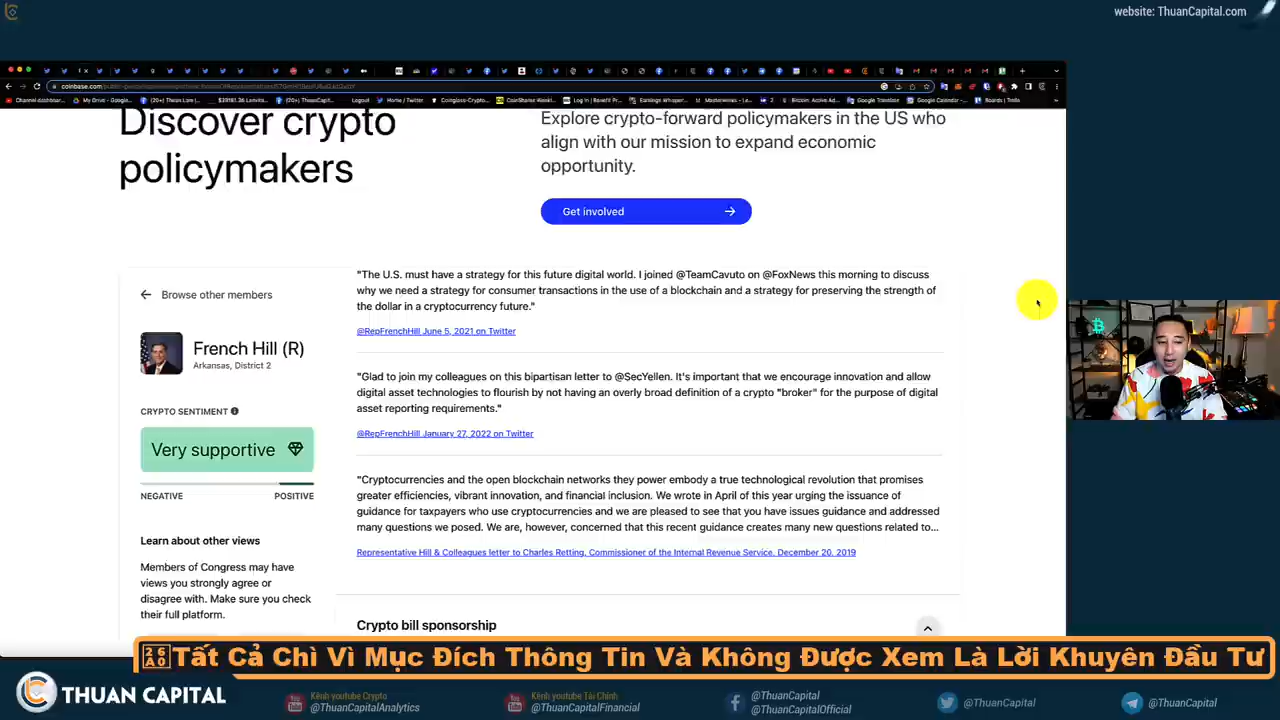 website: ThuanCapital.com
Discover crypto
policymakers
Explore crypto-forward policymakers in the US who
align with our mission to expand economic
opportunity.
Get involved
Browse other members
French Hill (R)
Arkansas, District 2
CRYPTO SENTIMENT
Very supportive
NEGATIVE POSITIVE
Learn about other views
Members of Congress may have
views you strongly agree or
disagree with. Make sure you check
their full platform.
"The U.S. must have a strategy for this future digital world. I joined @TeamCavuto on @FoxNews this morning to discuss
why we need a strategy for consumer transactions in the use of a blockchain and a strategy for preserving the strength of
the dollar in a cryptocurrency future."
@RepFrenchHill June 5, 2021 on Twitter
"Glad to join my colleagues on this bipartisan letter to @SecYellen. It's important that we encourage innovation and allow
digital asset technologies to flourish by not having an overly broad definition of a crypto "broker" for the purpose of digital
asset reporting requirements."
@RepFrenchHill January 27, 2022 on Twitter
"Cryptocurrencies and the open blockchain networks they power embody a true technological revolution that promises
greater efficiencies, vibrant innovation, and financial inclusion. We wrote in April of this year urging the issuance of
guidance for taxpayers who use cryptocurrencies and we are pleased to see that you have issues guidance and addressed
many questions we posed. We are, however, concerned that this recent guidance creates many new questions related to...
Representative Hill & Colleagues letter to Charles Retting, Commissioner of the Internal Revenue Service, December 20, 2019
Crypto bill sponsorship
Tất Cả Chỉ Vì Mục Đích Thông Tin Và Không Được Xem Là Lời Khuyên Đầu Tư
THUAN CAPITAL
Kênh youtube Crypto
@ThuanCapitalAnalytics
Kênh youtube Tài Chính
@ThuanCapitalFinancial
@ThuanCapital
@ThuanCapitalOfficial
@ThuanCapital
@ThuanCapital